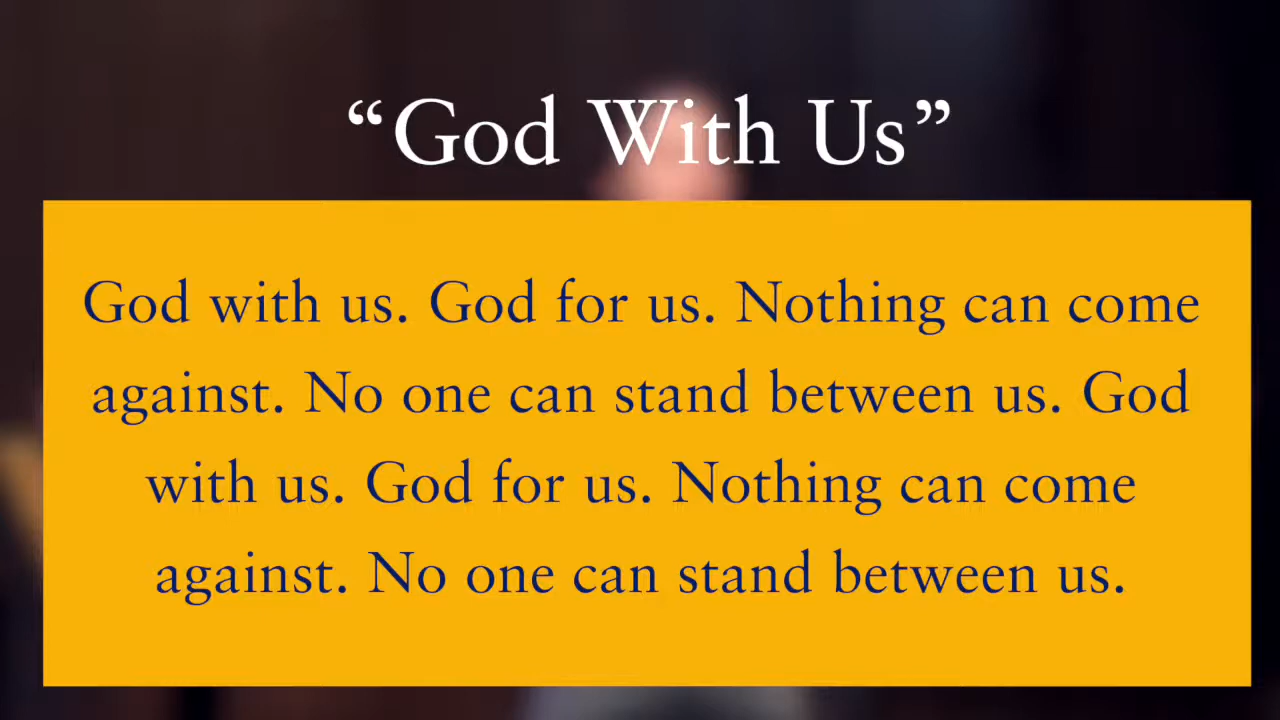 “God With Us”
God with us. God for us. Nothing can come
against. No one can stand between us. God
with us. God for us. Nothing can come
against. No one can stand between us.